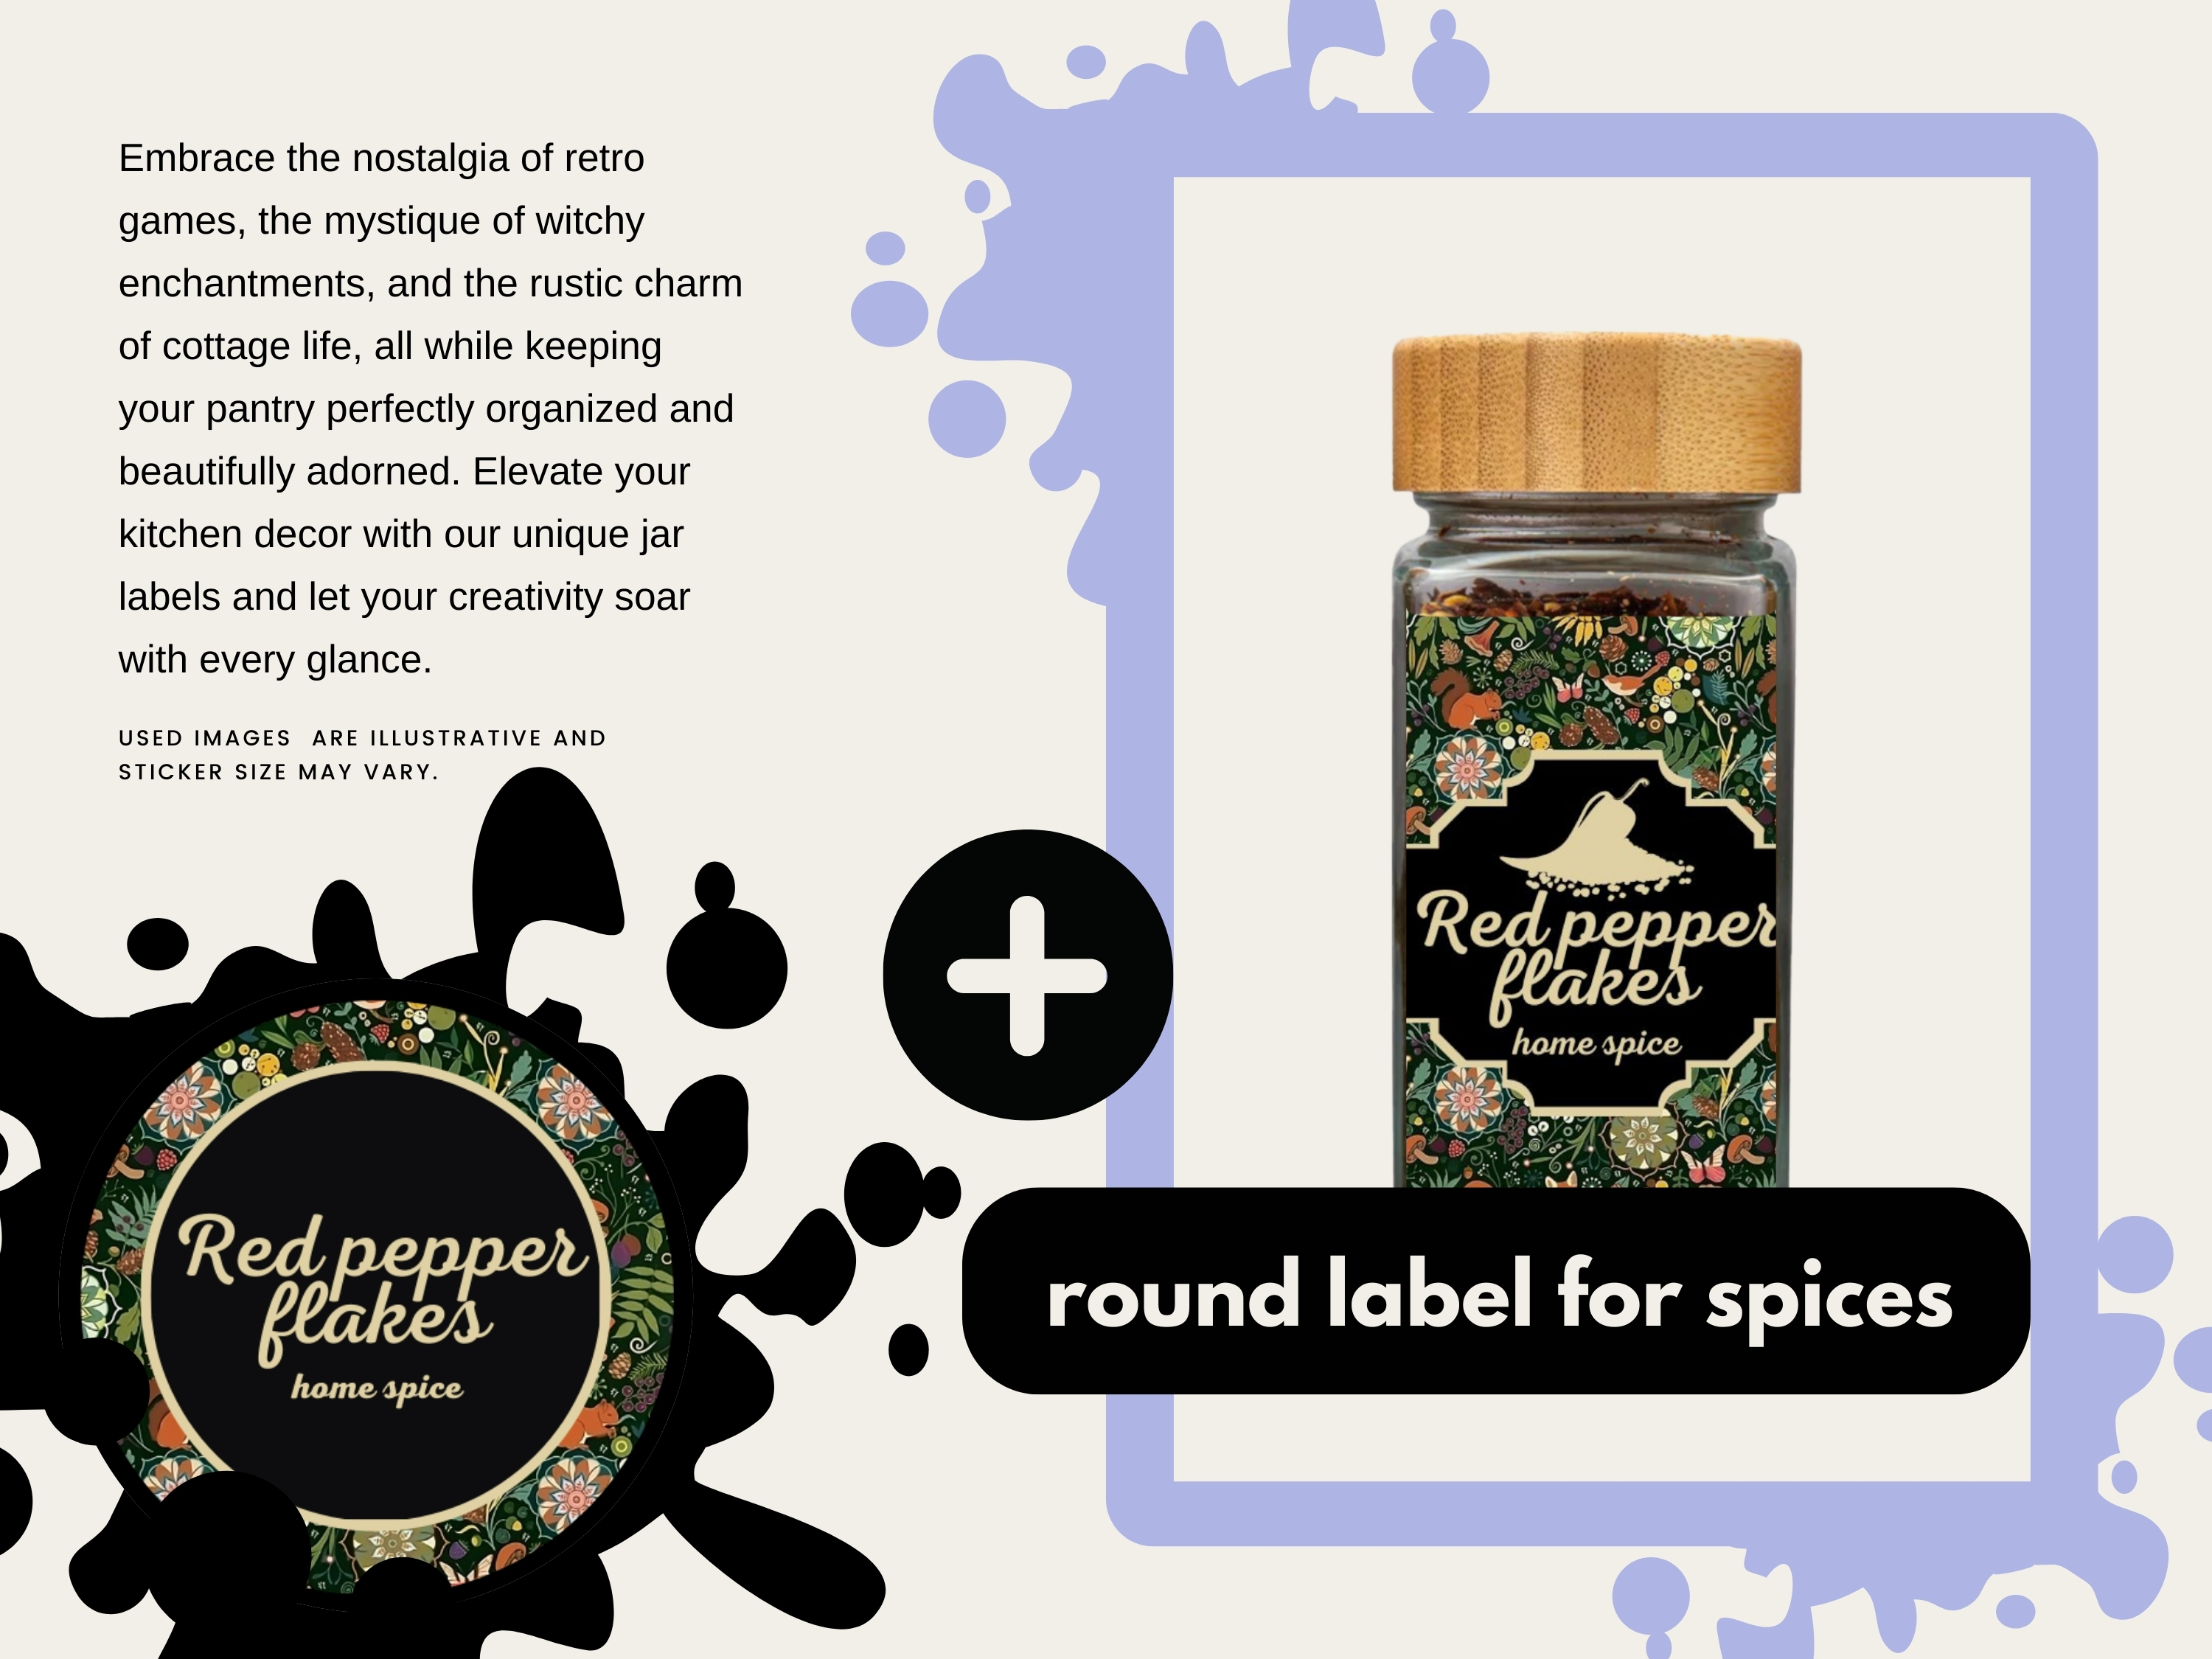 Embrace the nostalgia of retro
games, the mystique of witchy
enchantments, and the rustic charm
of cottage life, all while keeping
your pantry perfectly organized and
beautifully adorned. Elevate your
kitchen decor with our unique jar
labels and let your creativity soar
with every glance.
USED IMAGES ARE ILLUSTRATIVE AND
STICKER SIZE MAY VARY.
Red pepper
flakes
home spice
Red pepper
flakes
home spice
round label for spices